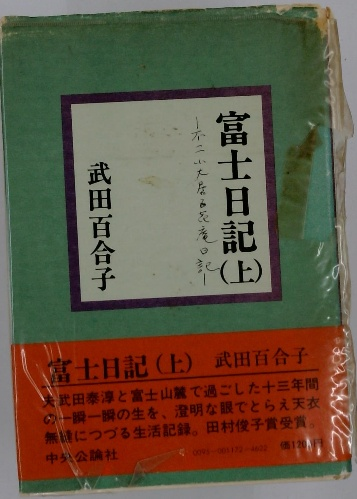 富士日記(上)
―不二小大居百花庵日記―
武田百合子
富士日記(上) 武田百合子
夫武田泰淳と富士山麓で過ごした十三年間
の一瞬一瞬の生を、澄明な眼でとらえ天衣
無縫につづる生活記録。田村俊子賞受賞。
中央公論社